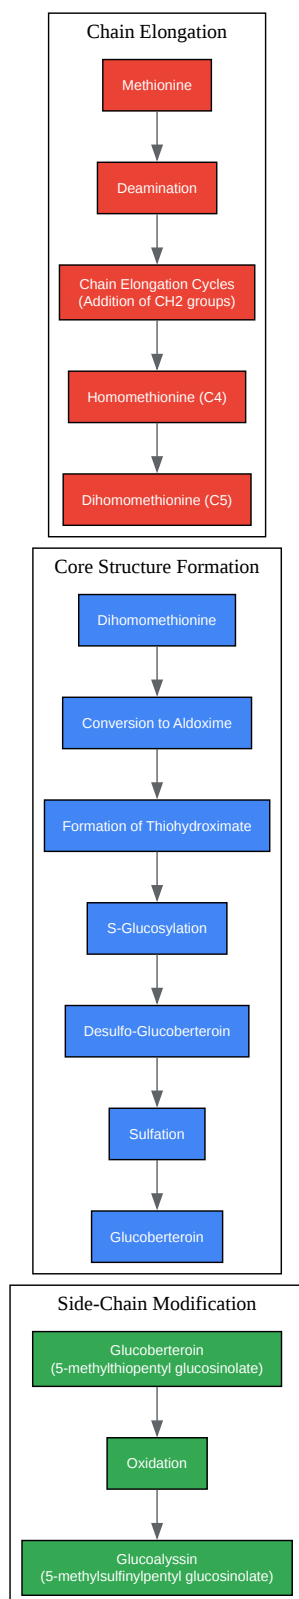 Chain Elongation
Methionine
Deamination
Chain Elongation Cycles
(Addition of CH2 groups)
Homomethionine (C4)
Dihomomethionine (C5)
Core Structure Formation
Dihomomethionine
Conversion to Aldoxime
Formation of Thiohydroximate
S-Glucosylation
Desulfo-Glucoberteroin
Sulfation
Glucoberteroin
Side-Chain Modification
Glucoberteroin
(5-methylthiopentyl glucosinolate)
Oxidation
Glucoalyssin
(5-methylsulfinylpentyl glucosinolate)